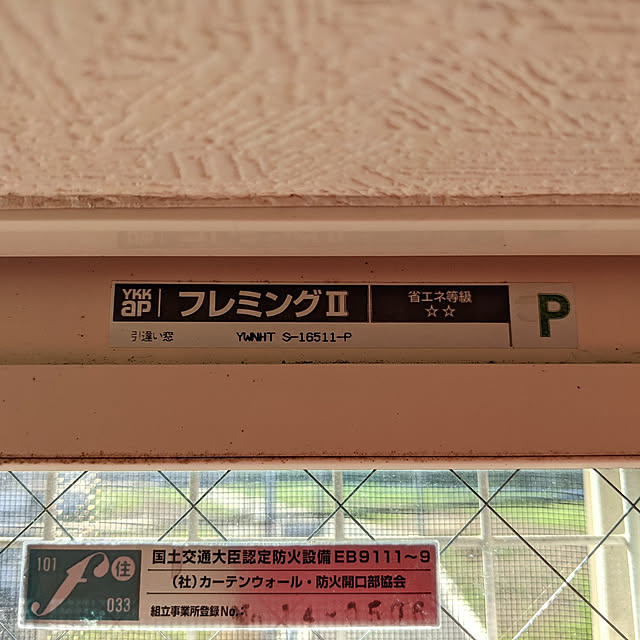 YKK ap フレミングⅡ 省エネ等級 ☆☆ P
引違い窓 YWNHT S-16511-P
101 住 国土交通大臣認定防火設備EB9111〜9
f (社)カーテンウォール・防火開口部協会
033 組立事業所登録No.